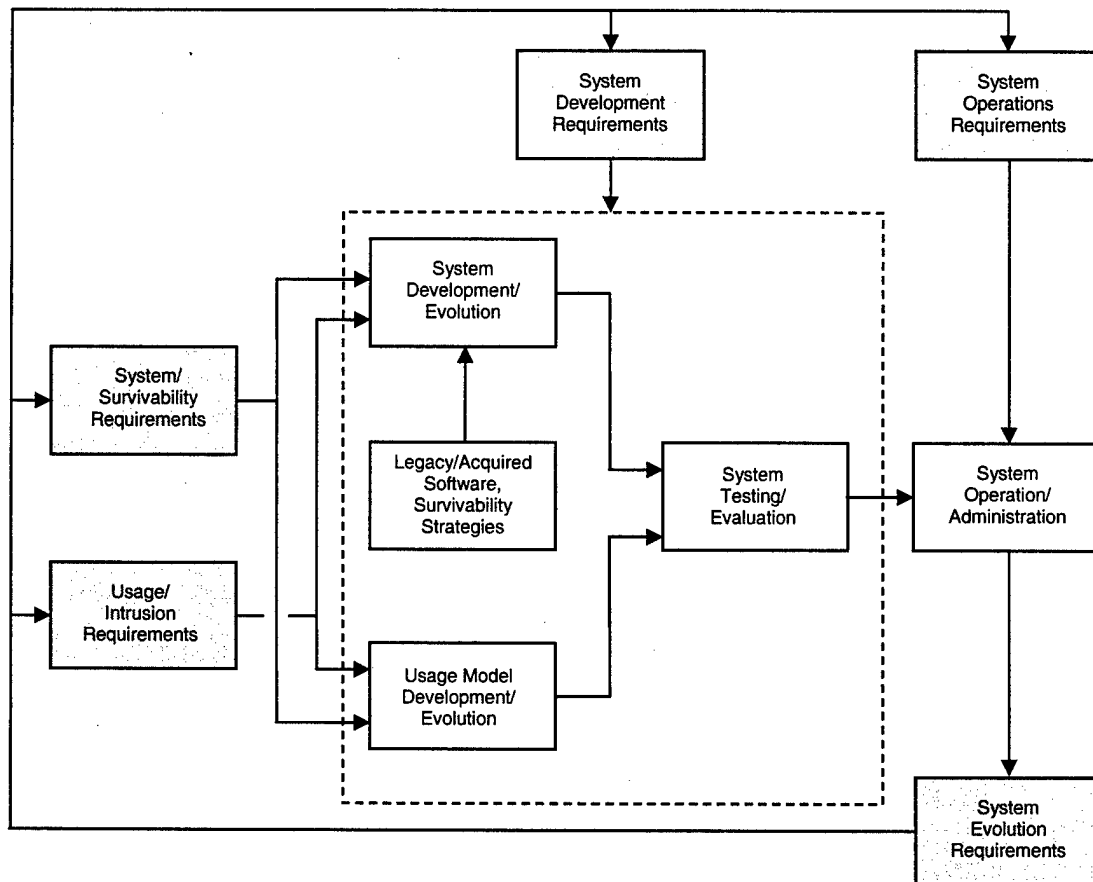 System
Development
Requirements
System
Operations
Requirements
System
Development/
Evolution
System/
Survivability
Requirements
Legacy/Acquired
Software,
Survivability
Strategies
System
Testing/
Evaluation
System
Operation/
Administration
Usage/
Intrusion
Requirements
Usage Model
Development/
Evolution
System
Evolution
Requirements